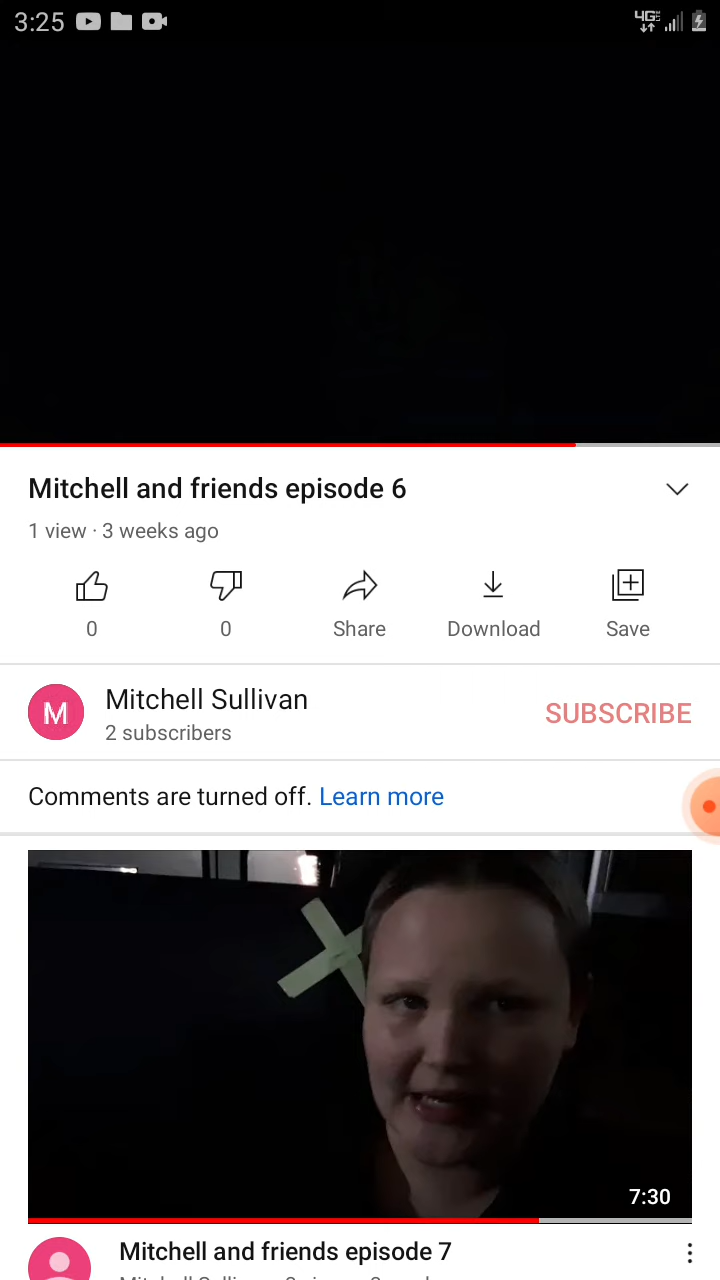 3:25
4GE
Mitchell and friends episode 6
1 view · 3 weeks ago
0
0
Share
Download
Save
M
Mitchell Sullivan
2 subscribers
SUBSCRIBE
Comments are turned off. Learn more
7:30
Mitchell and friends episode 7